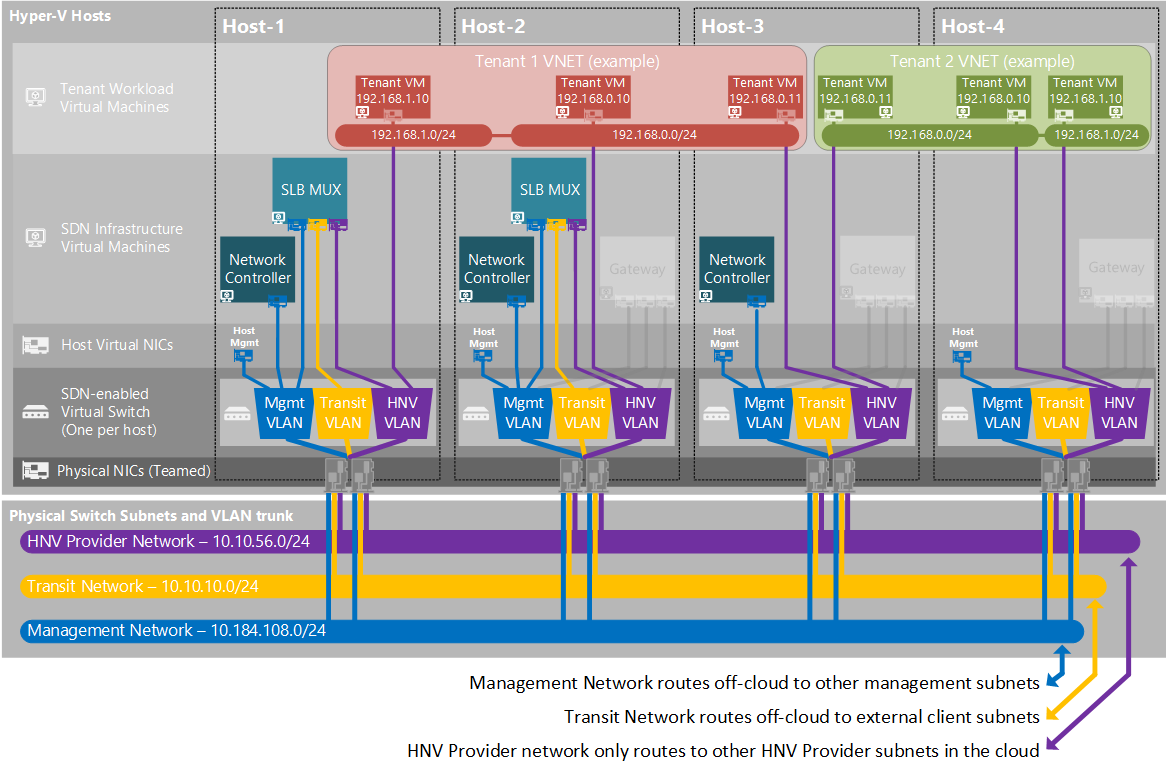 Hyper-V Hosts
Host-1
Host-2
Host-3
Host-4
Tenant Workload
Virtual Machines
Tenant 1 VNET (example)
Tenant VM
192.168.1.10
Tenant VM
192.168.0.10
Tenant VM
192.168.0.11
192.168.1.0/24
192.168.0.0/24
Tenant 2 VNET (example)
Tenant VM
192.168.0.11
Tenant VM
192.168.0.10
Tenant VM
192.168.1.10
192.168.0.0/24
192.168.1.0/24
SDN Infrastructure
Virtual Machines
SLB MUX
SLB MUX
Network
Controller
Network
Controller
Gateway
Network
Controller
Gateway
Gateway
Host Virtual NICs
Host
Mgmt
Host
Mgmt
Host
Mgmt
Host
Mgmt
SDN-enabled
Virtual Switch
(One per host)
Mgmt
VLAN
Transit
VLAN
HNV
VLAN
Mgmt
VLAN
Transit
VLAN
HNV
VLAN
Mgmt
VLAN
Transit
VLAN
HNV
VLAN
Mgmt
VLAN
Transit
VLAN
HNV
VLAN
Physical NICs (Teamed)
Physical Switch Subnets and VLAN trunk
HNV Provider Network – 10.10.56.0/24
Transit Network – 10.10.10.0/24
Management Network – 10.184.108.0/24
Management Network routes off-cloud to other management subnets
Transit Network routes off-cloud to external client subnets
HNV Provider network only routes to other HNV Provider subnets in the cloud